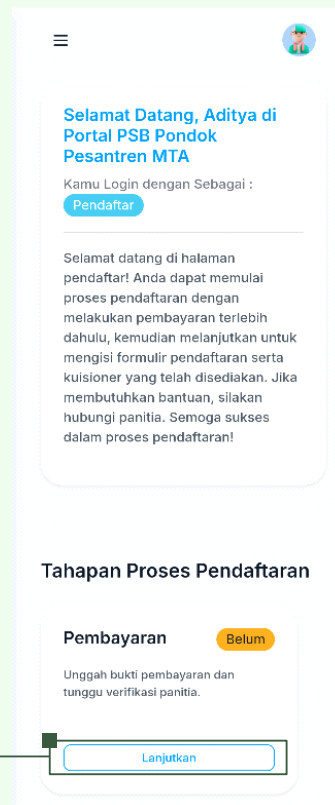 Selamat Datang, Aditya di
Portal PSB Pondok
Pesantren MTA
Kamu Login dengan Sebagai :
Pendaftar
Selamat datang di halaman
pendaftar! Anda dapat memulai
proses pendaftaran dengan
melakukan pembayaran terlebih
dahulu, kemudian melanjutkan untuk
mengisi formulir pendaftaran serta
kuisioner yang telah disediakan. Jika
membutuhkan bantuan, silakan
hubungi panitia. Semoga sukses
dalam proses pendaftaran!
Tahapan Proses Pendaftaran
Pembayaran
Belum
Unggah bukti pembayaran dan
tunggu verifikasi panitia.
Lanjutkan